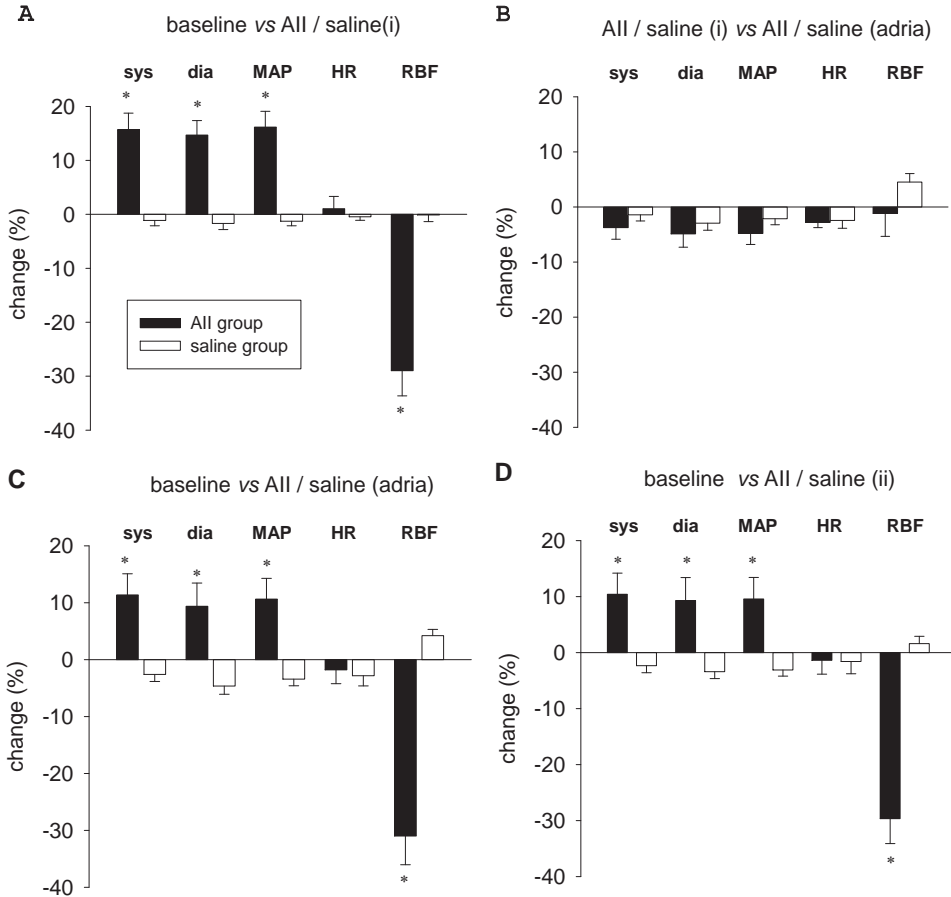 A
baseline vs AII / saline(i)
sys dia MAP HR RBF
* * *
20
10
0
-10
-20
-30
-40
change (%)
AII group
saline group
*
B
AII / saline (i) vs AII / saline (adria)
sys dia MAP HR RBF
20
10
0
-10
-20
-30
-40
change (%)
C
baseline vs AII / saline (adria)
sys dia MAP HR RBF
* * *
20
10
0
-10
-20
-30
-40
change (%)
*
D
baseline vs AII / saline (ii)
sys dia MAP HR RBF
* * *
20
10
0
-10
-20
-30
-40
change (%)
*